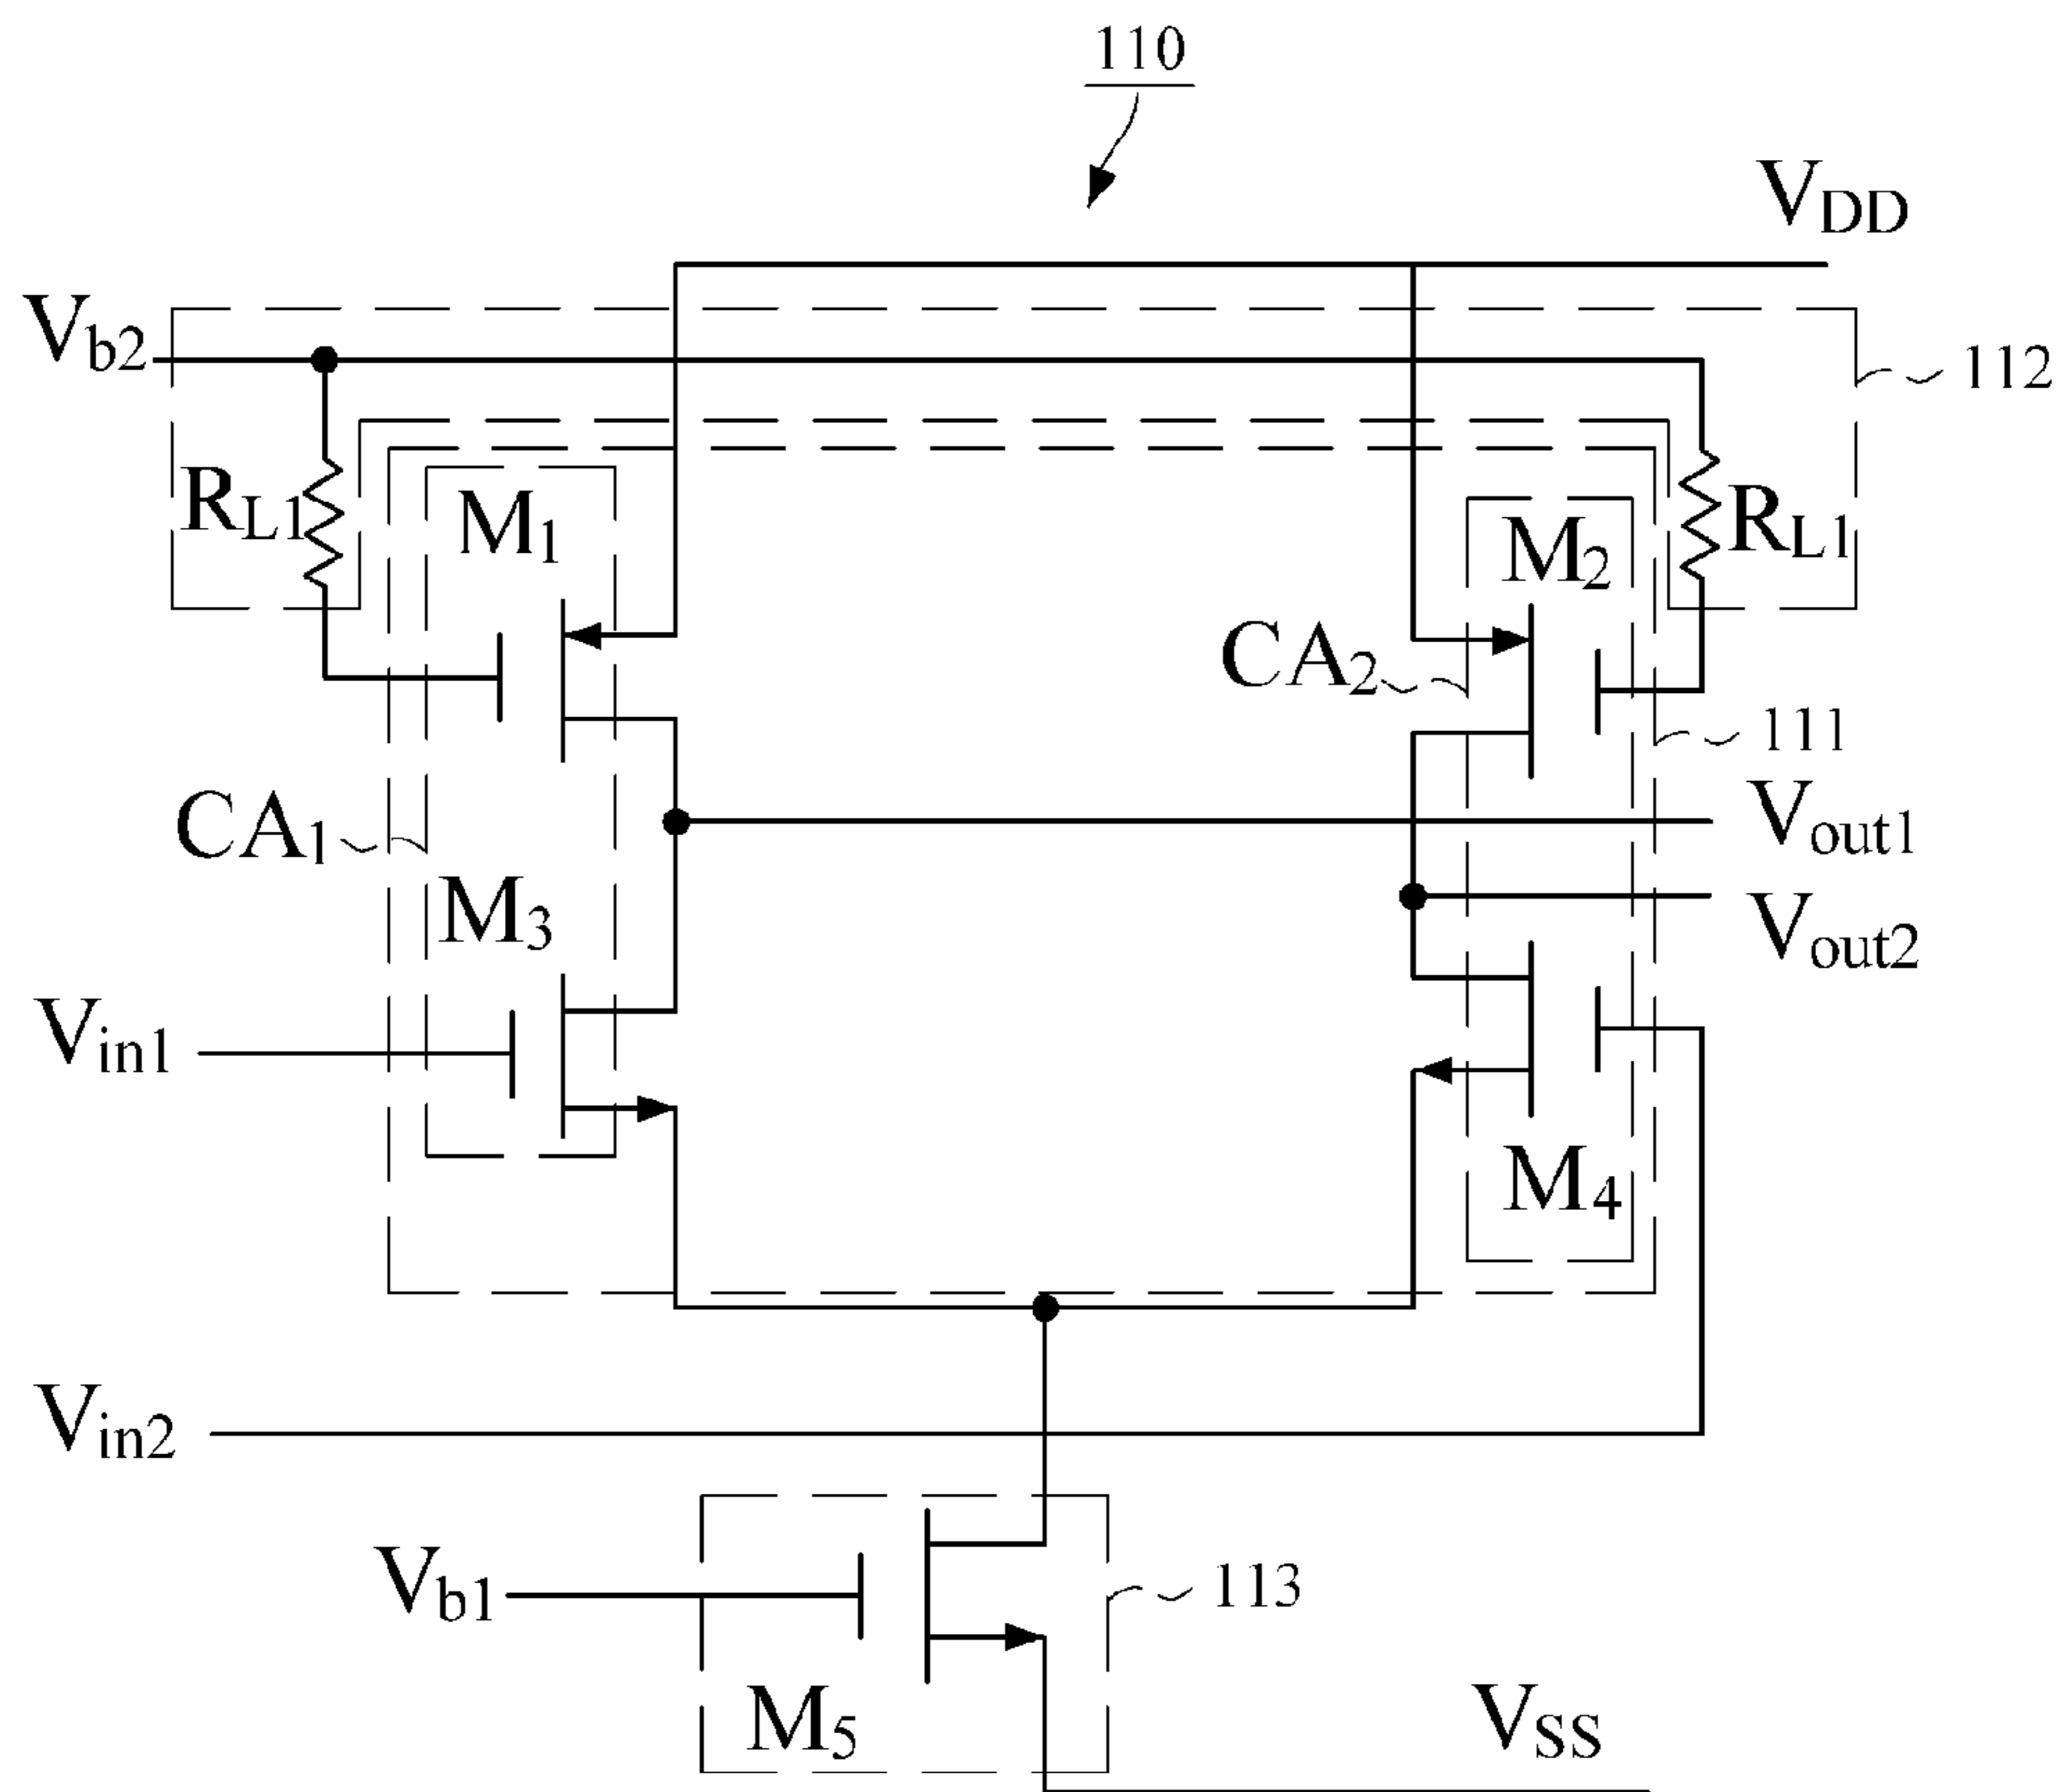 110
VDD
Vb2
112
RL1
M1
RL1
M2
CA2
111
CA1
Vout1
M3
Vout2
Vin1
M4
Vin2
Vb1
113
M5
VSS